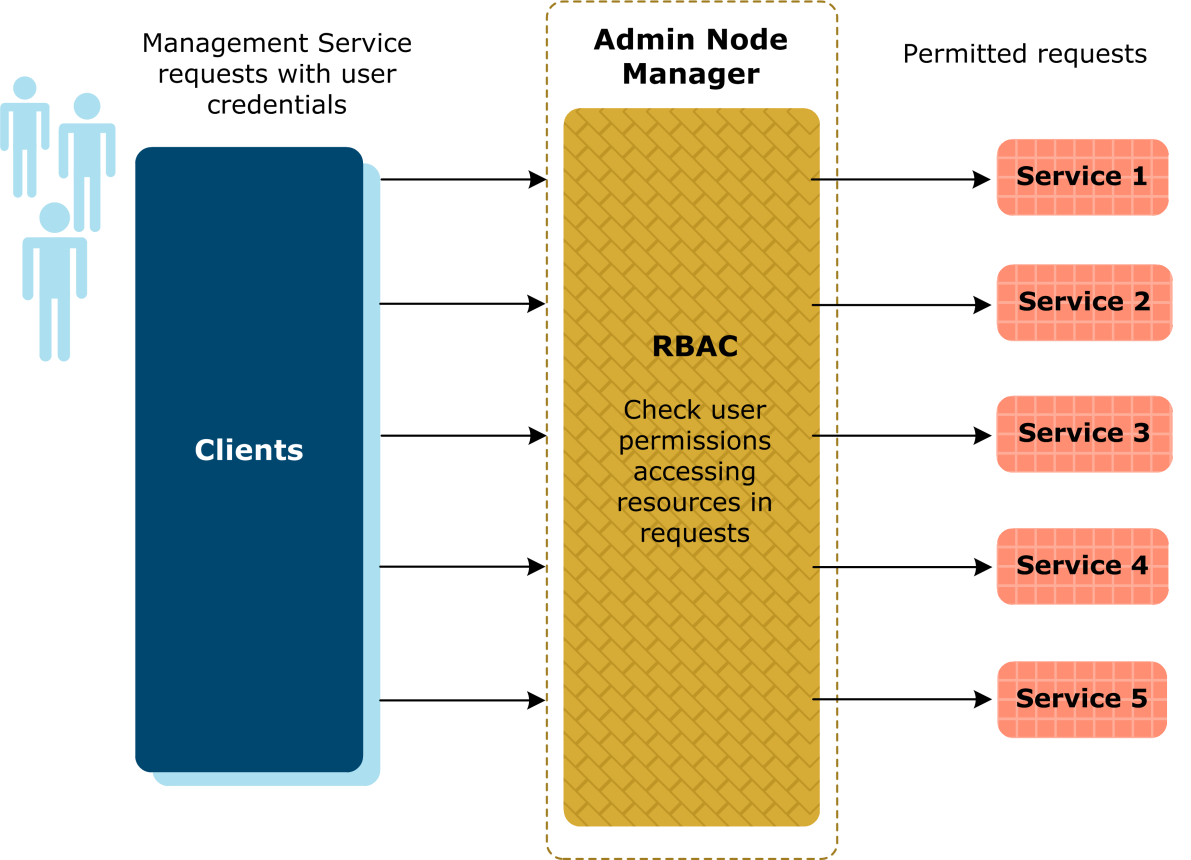 Management Service
requests with user
credentials
Admin Node
Manager
Permitted requests
Clients
RBAC
Check user
permissions
accessing
resources in
requests
Service 1
Service 2
Service 3
Service 4
Service 5